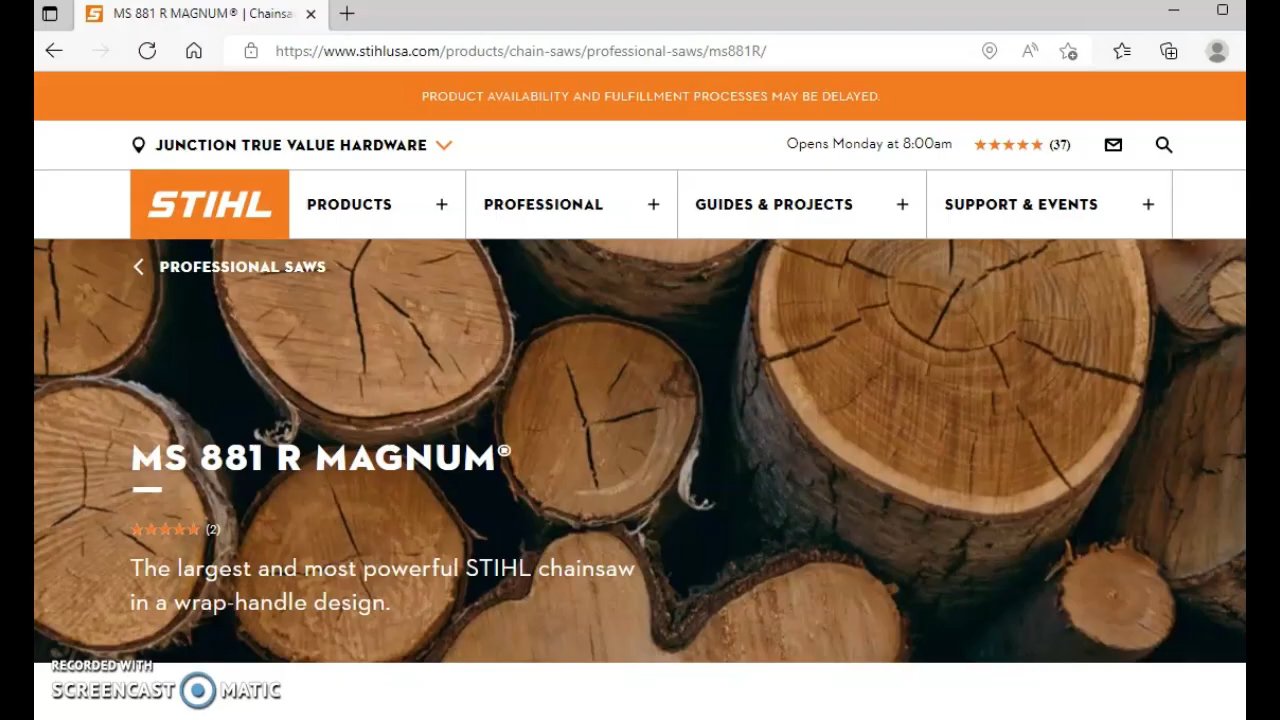 MS 881 R MAGNUM® | Chainsa
https://www.stihlusa.com/products/chain-saws/professional-saws/ms881R/
PRODUCT AVAILABILITY AND FULFILLMENT PROCESSES MAY BE DELAYED.
JUNCTION TRUE VALUE HARDWARE
Opens Monday at 8:00am
(37)
STIHL
PRODUCTS +
PROFESSIONAL +
GUIDES & PROJECTS +
SUPPORT & EVENTS +
PROFESSIONAL SAWS
MS 881 R MAGNUM®
(2)
The largest and most powerful STIHL chainsaw
in a wrap-handle design.
RECORDED WITH
SCREENCAST MATIC